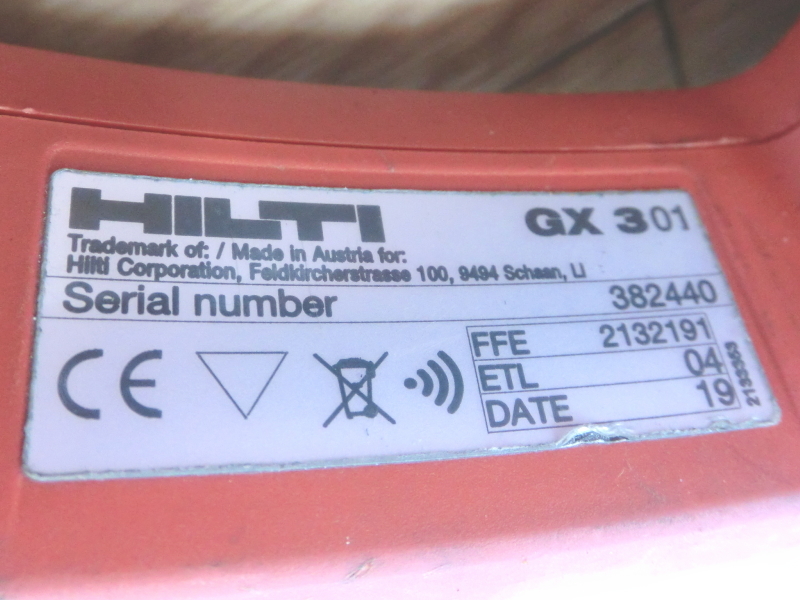 HILTI GX 3 01
Trademark of: / Made in Austria for:
Hilti Corporation, Feldkircherstrasse 100, 9494 Schaan, LI
Serial number 382440
CE
FFE 2132191
ETL 04
DATE 19